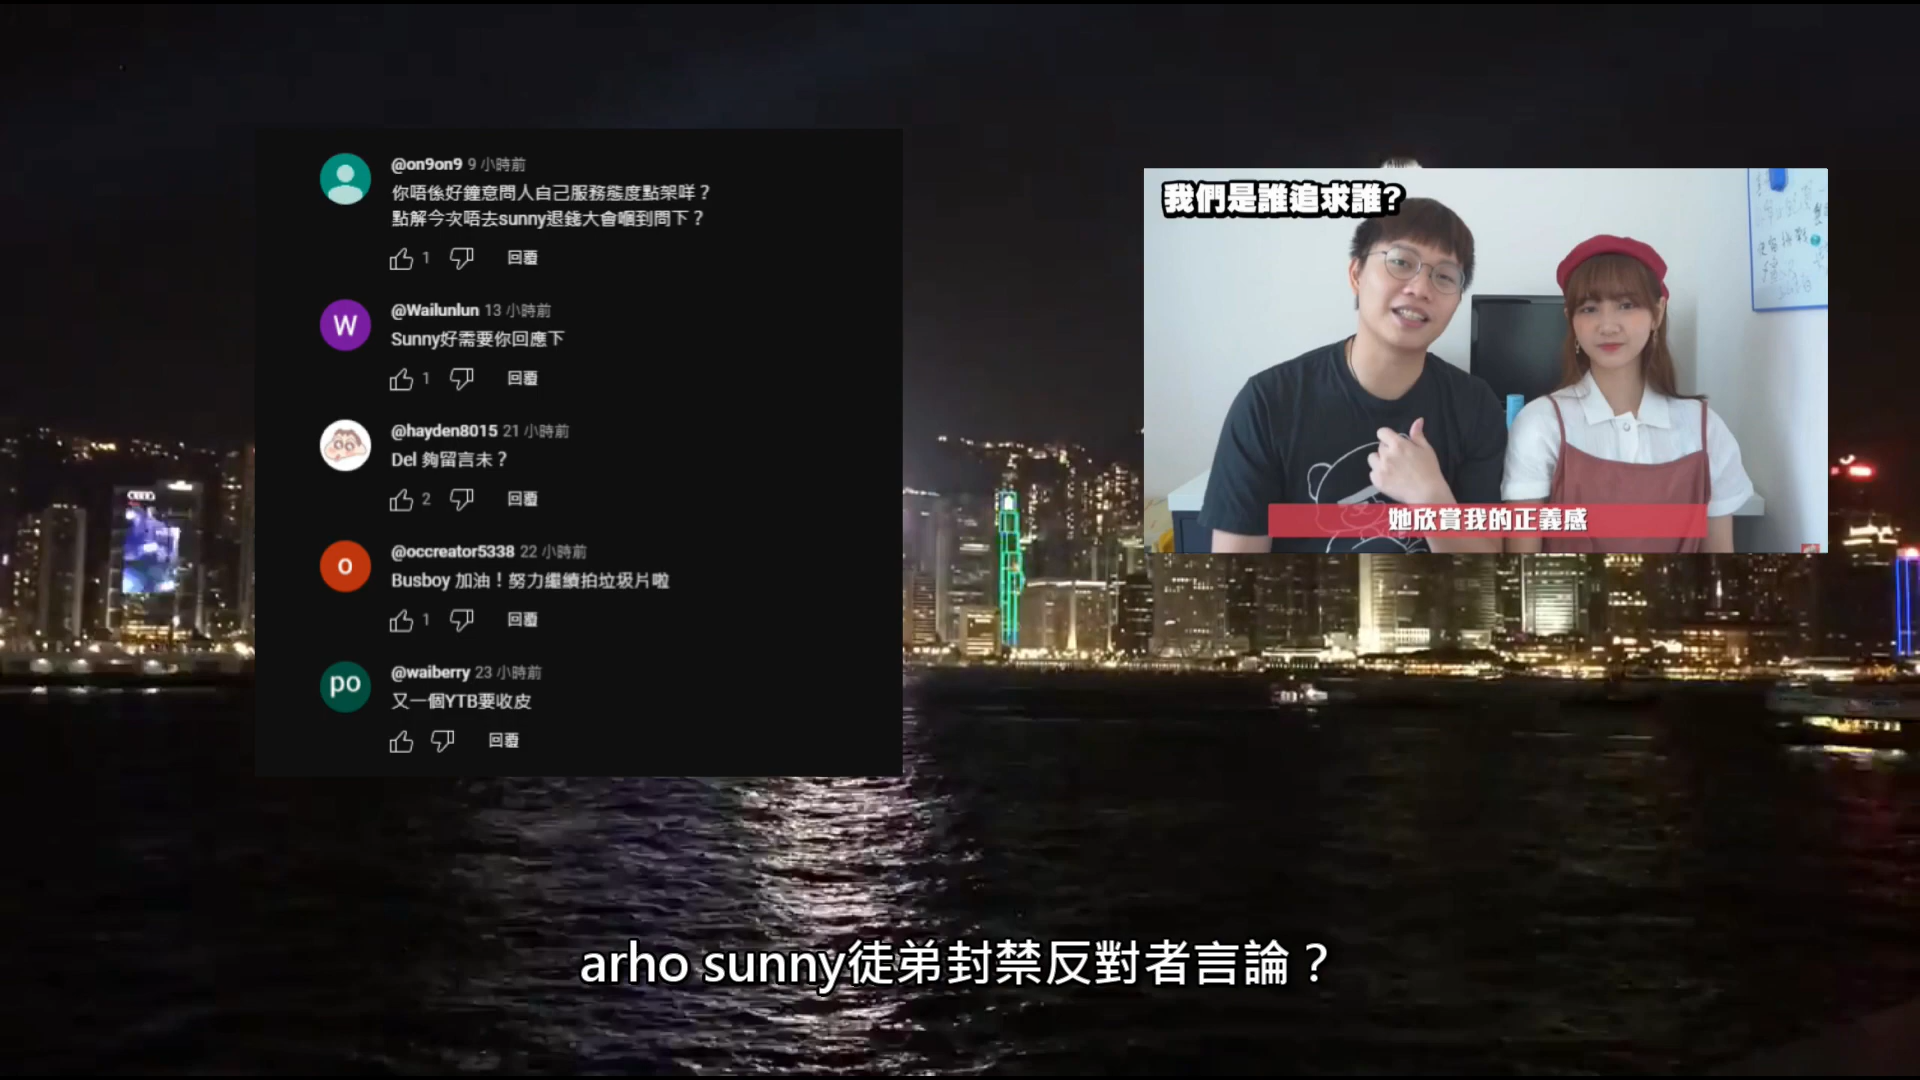 @on9on9 9 小時前
你唔係好鐘意問人自己服務態度點架咩？
點解今次唔去sunny退錢大會嗰到問下？
1 回覆
W
@Wailunlun 13 小時前
Sunny好需要你回應下
1 回覆
@hayden8015 21 小時前
Del 夠留言未？
2 回覆
o
@occreator5338 22 小時前
Busboy 加油！努力繼續拍垃圾片啦
1 回覆
po
@waiberry 23 小時前
又一個YTB要收皮
回覆
我們是誰追求誰?
她欣賞我的正義感
arho sunny徒弟封禁反對者言論？